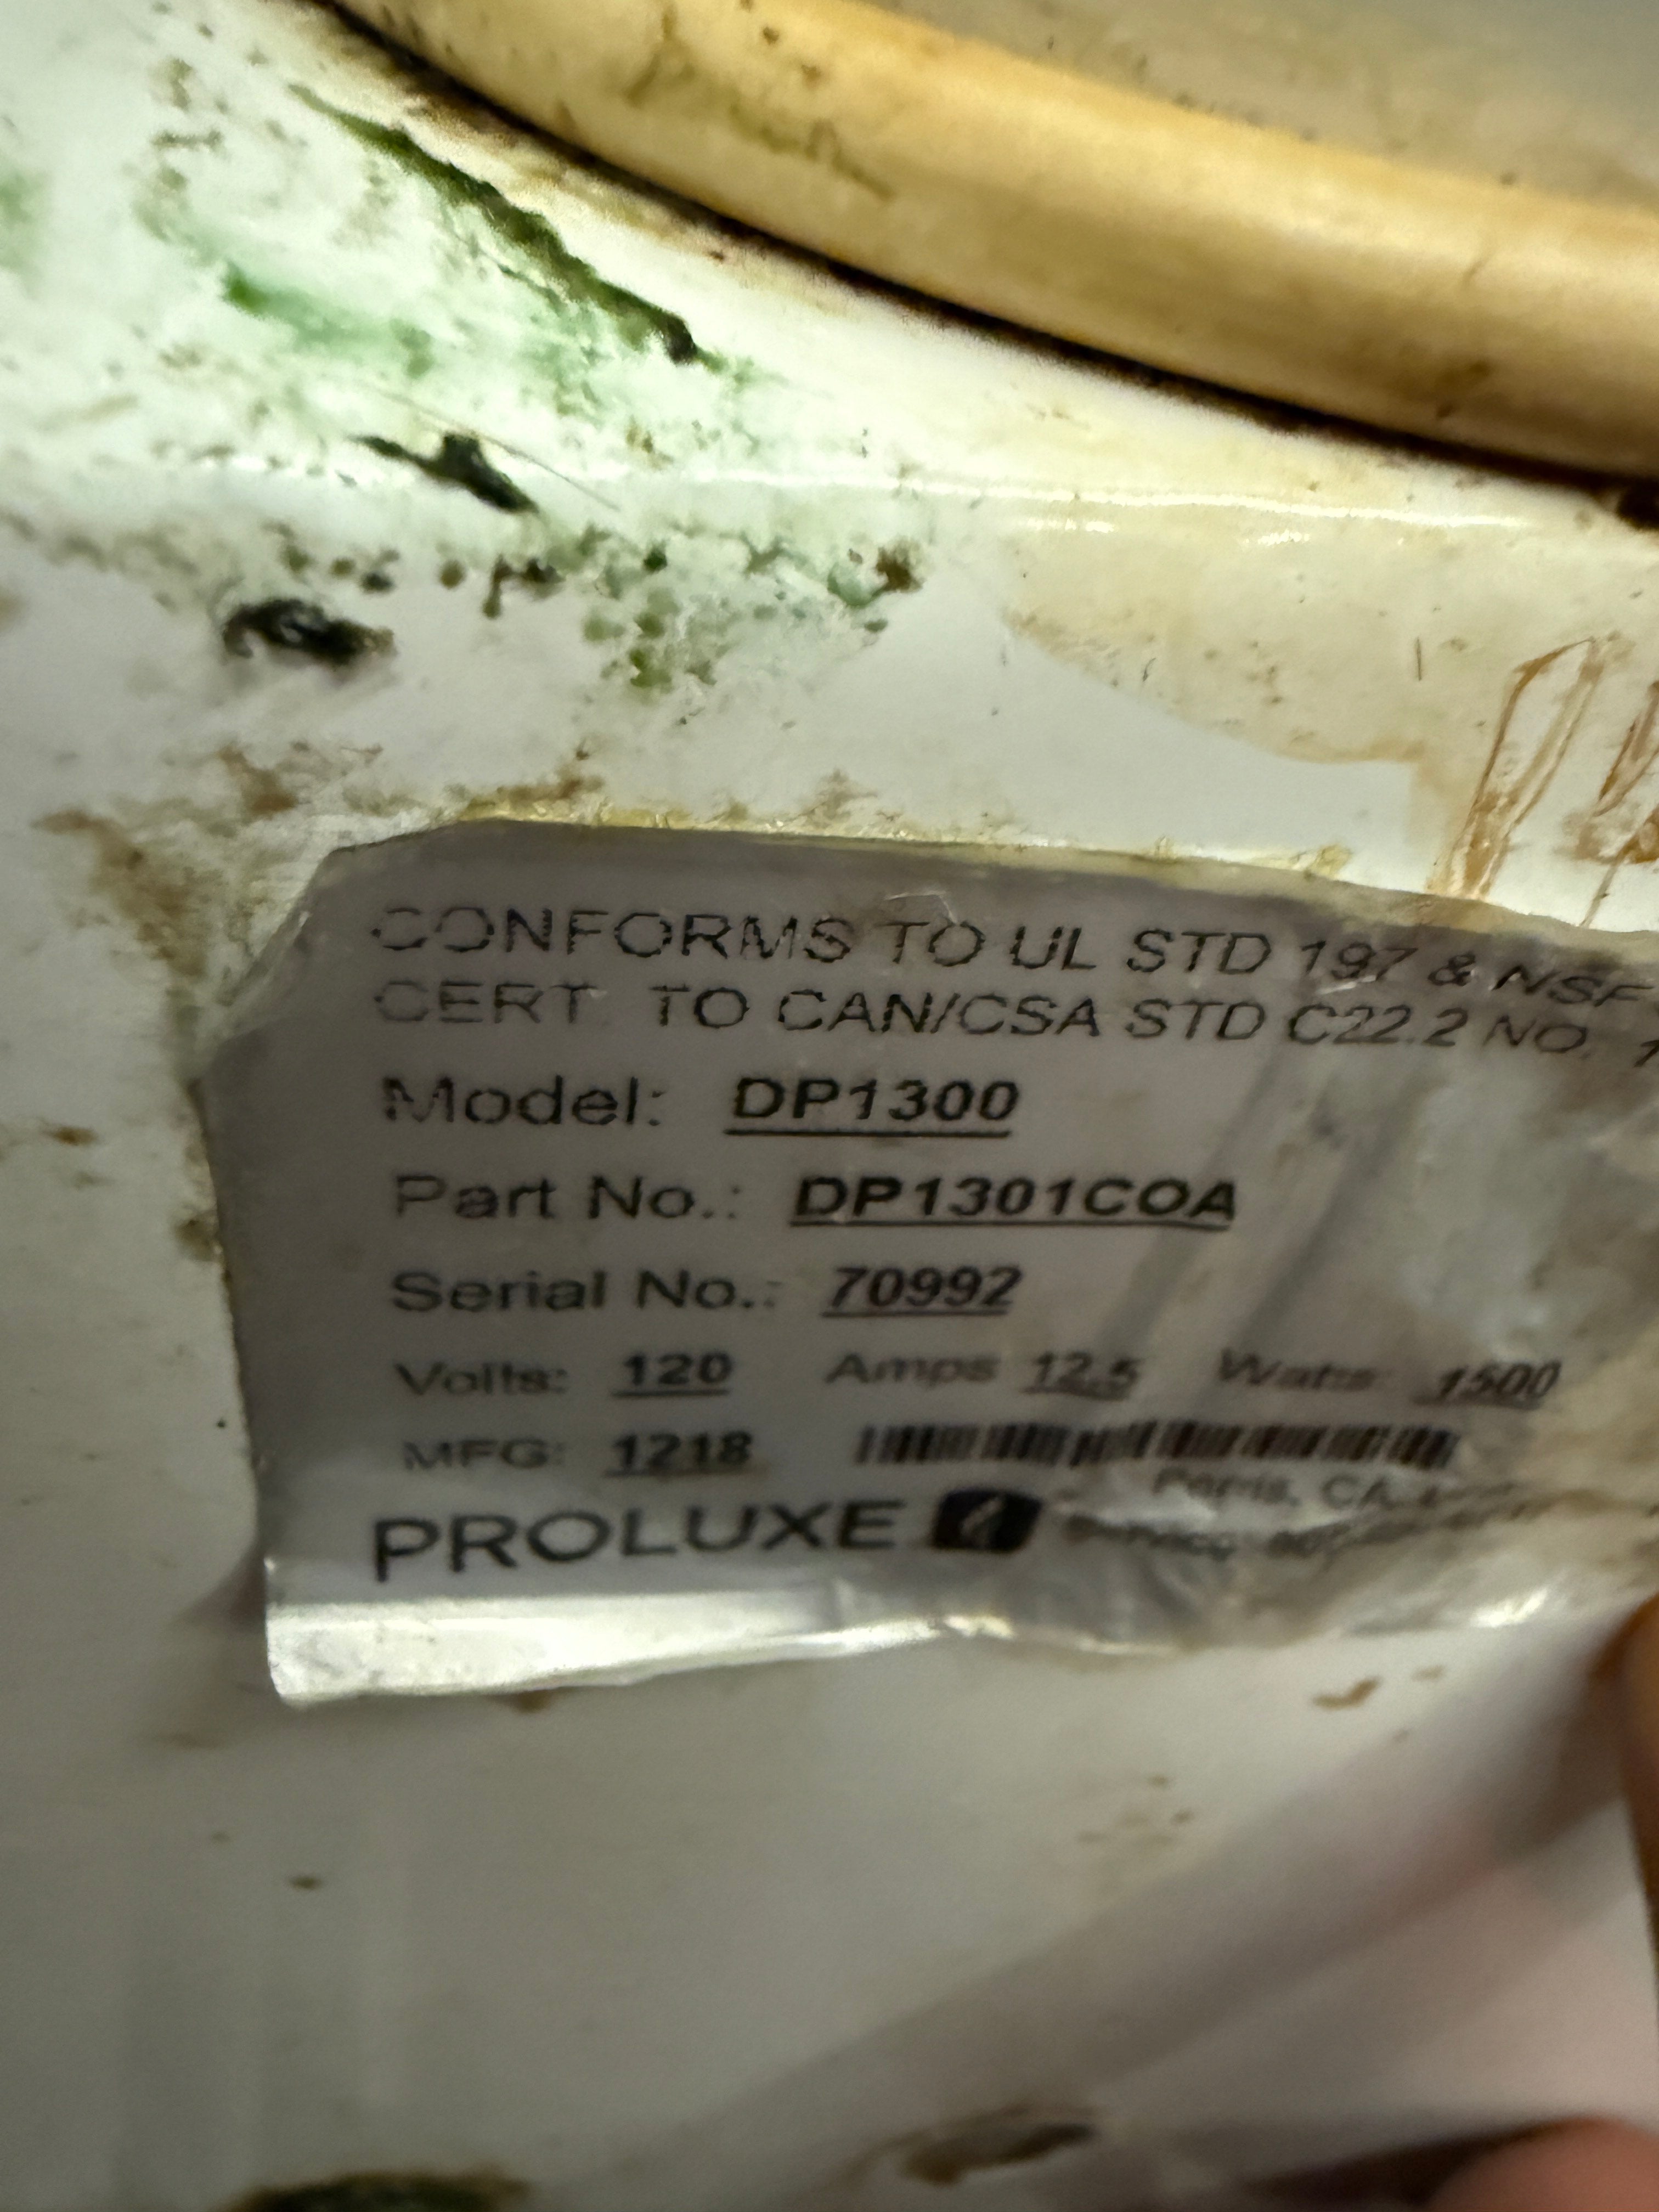 CONFORMS TO UL STD 197 & NSF
CERT. TO CAN/CSA STD C22.2 NO.
Model: DP1300
Part No.: DP1301COA
Serial No.: 70992
Volts: 120 Amps 12.5 Watts: 1500
MFG: 1218
Perris, CA
PROLUXE